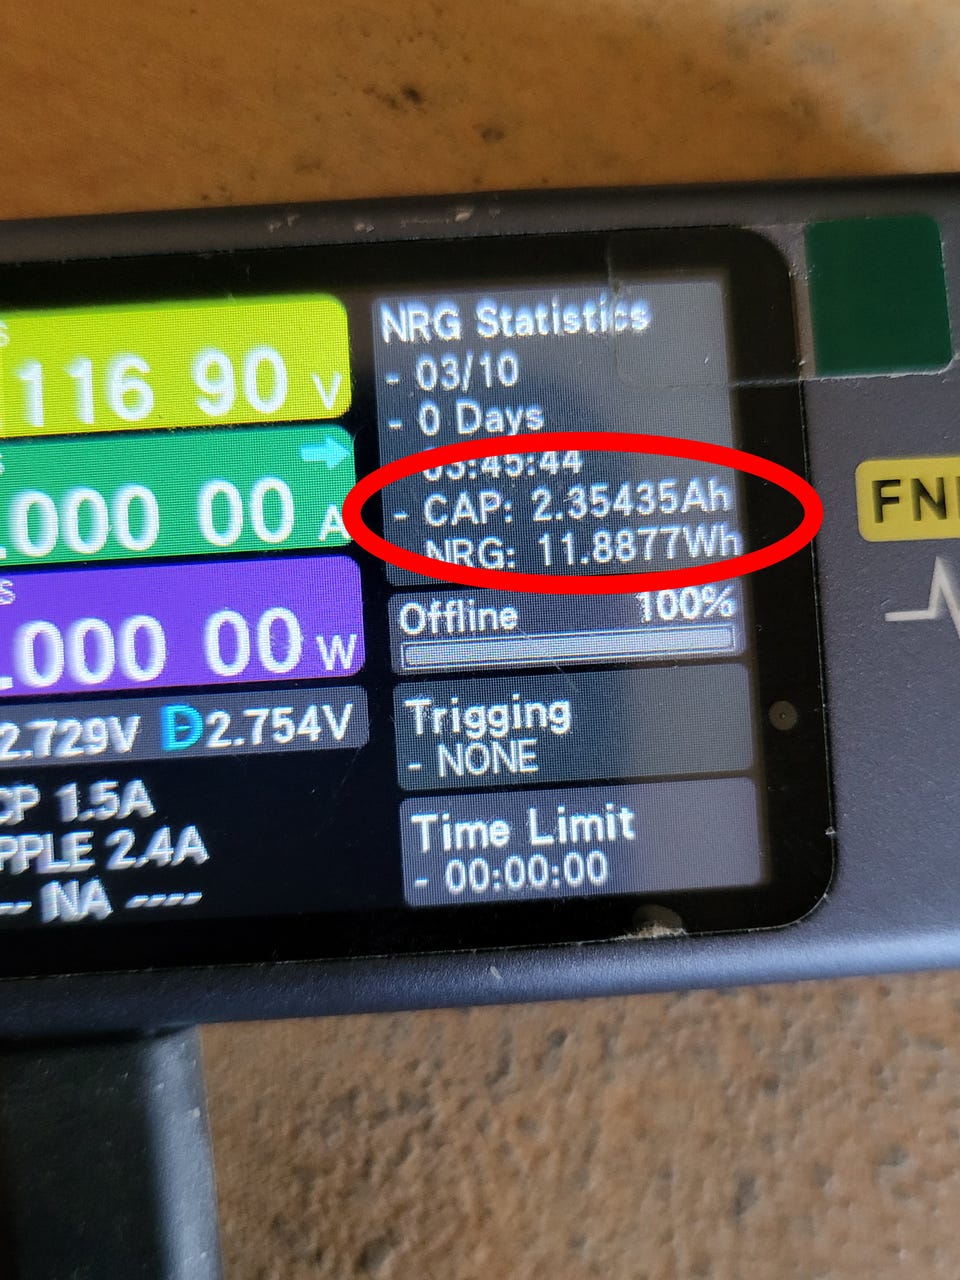 116 90 V
.000 00 A
.000 00 W
2.729V D 2.754V
CP 1.5A
PPLE 2.4A
-- NA ----
NRG Statistics
- 03/10
- 0 Days
03:45:44
- CAP: 2.35435Ah
NRG: 11.8877Wh
Offline 100%
Trigging
- NONE
Time Limit
- 00:00:00
FN